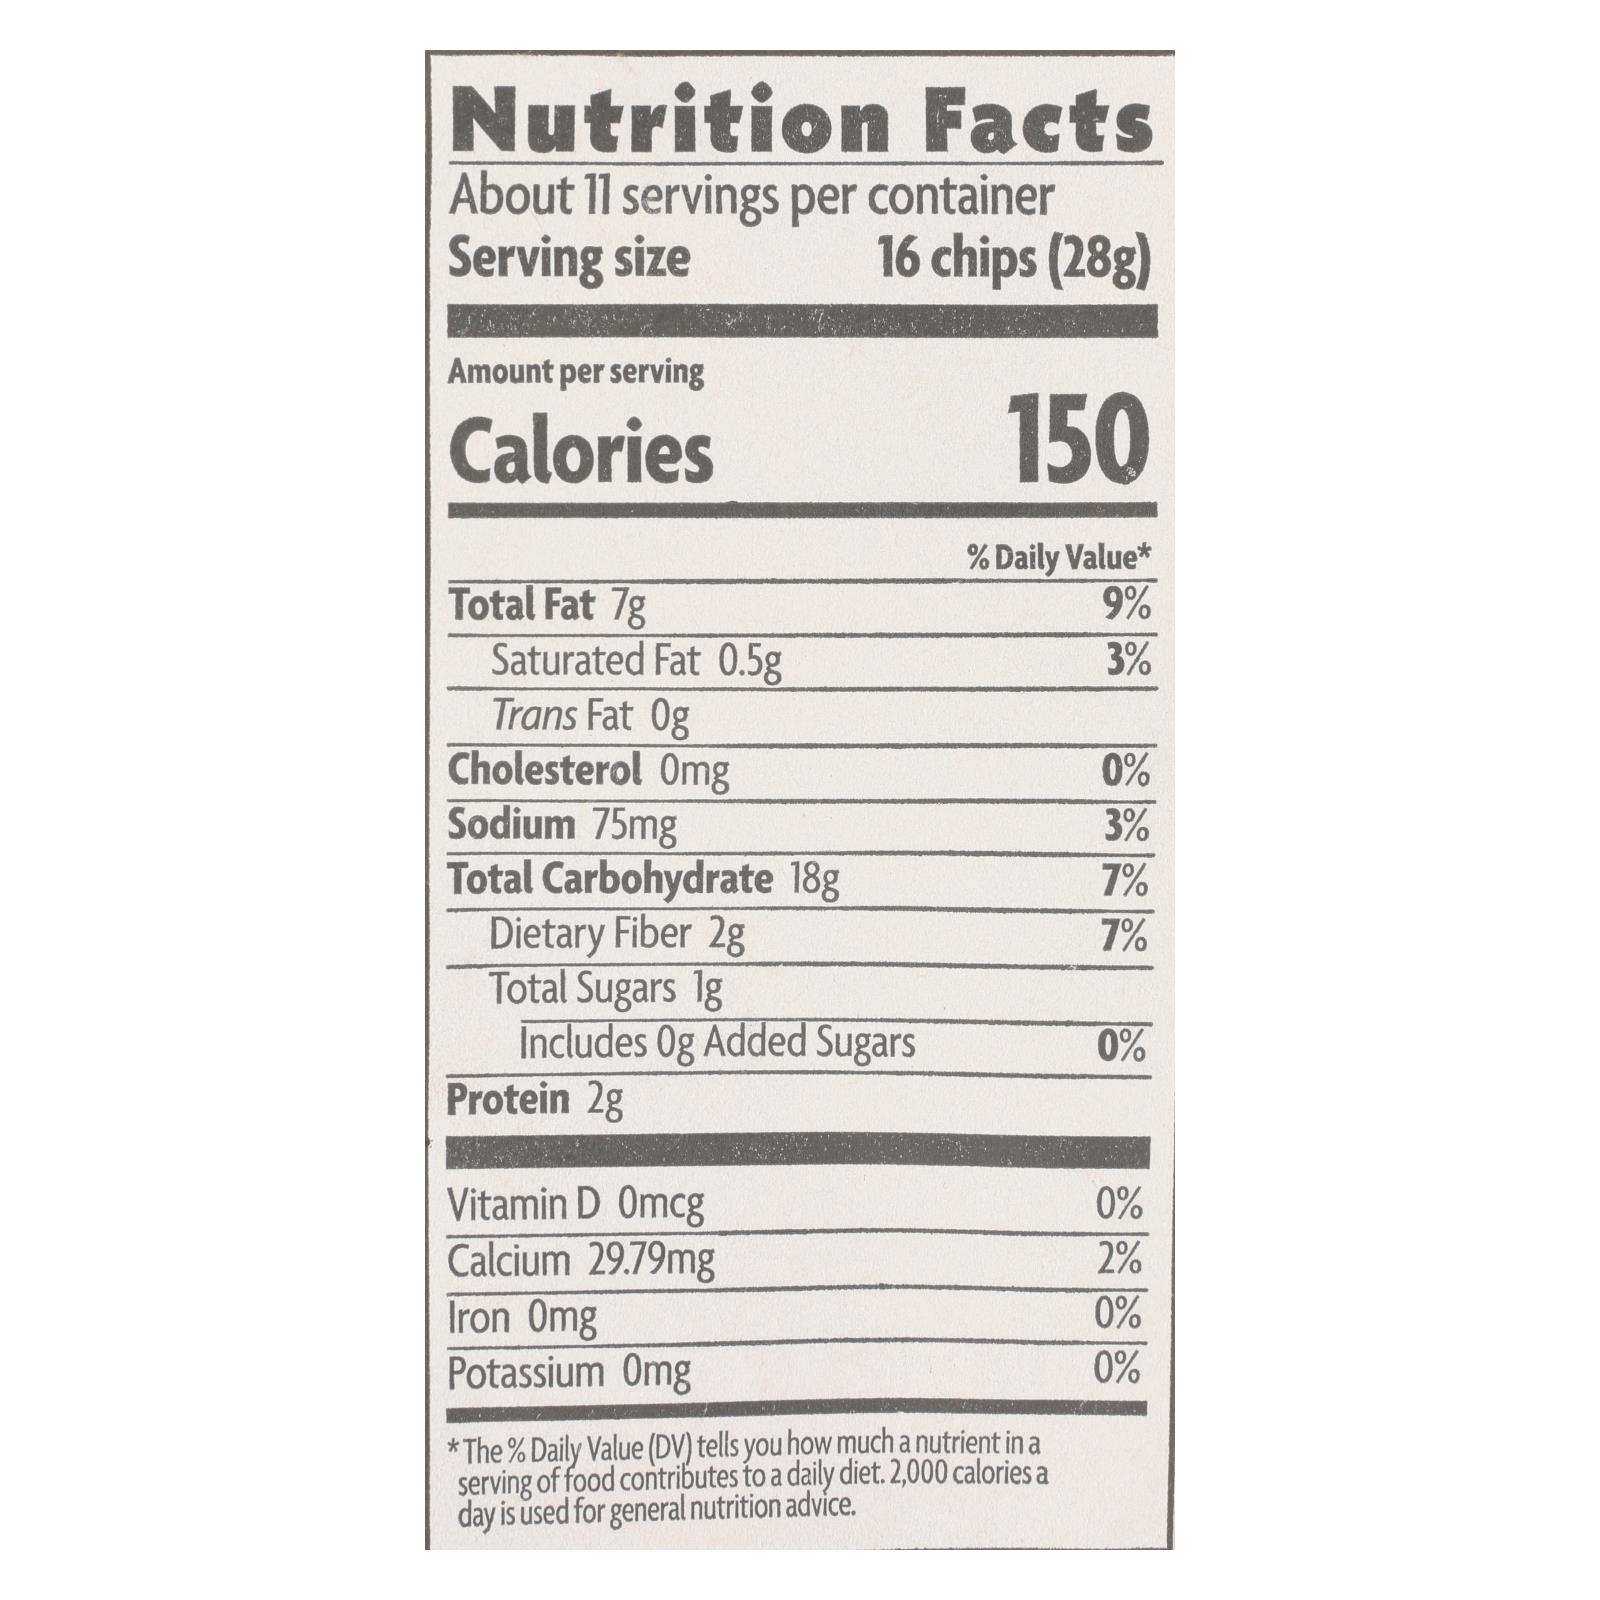 Nutrition Facts
About 11 servings per container
Serving size 16 chips (28g)
Amount per serving
Calories 150
% Daily Value*
Total Fat 7g 9%
Saturated Fat 0.5g 3%
Trans Fat 0g
Cholesterol 0mg 0%
Sodium 75mg 3%
Total Carbohydrate 18g 7%
Dietary Fiber 2g 7%
Total Sugars 1g
Includes 0g Added Sugars 0%
Protein 2g
Vitamin D 0mcg 0%
Calcium 29.79mg 2%
Iron 0mg 0%
Potassium 0mg 0%
* The % Daily Value (DV) tells you how much a nutrient in a
serving of food contributes to a daily diet. 2,000 calories a
day is used for general nutrition advice.